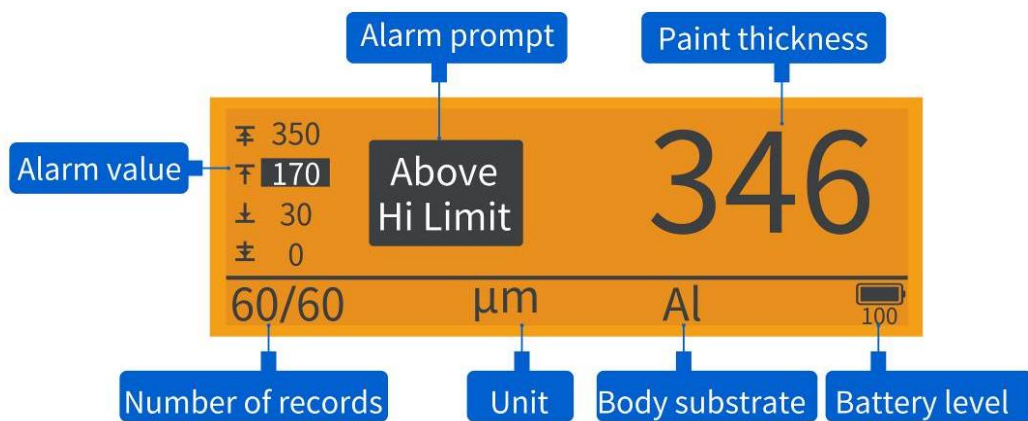 Alarm prompt
Paint thickness
Alarm value
350
170
30
0
Above
Hi Limit
346
60/60
μm
Al
100
Number of records
Unit
Body substrate
Battery level